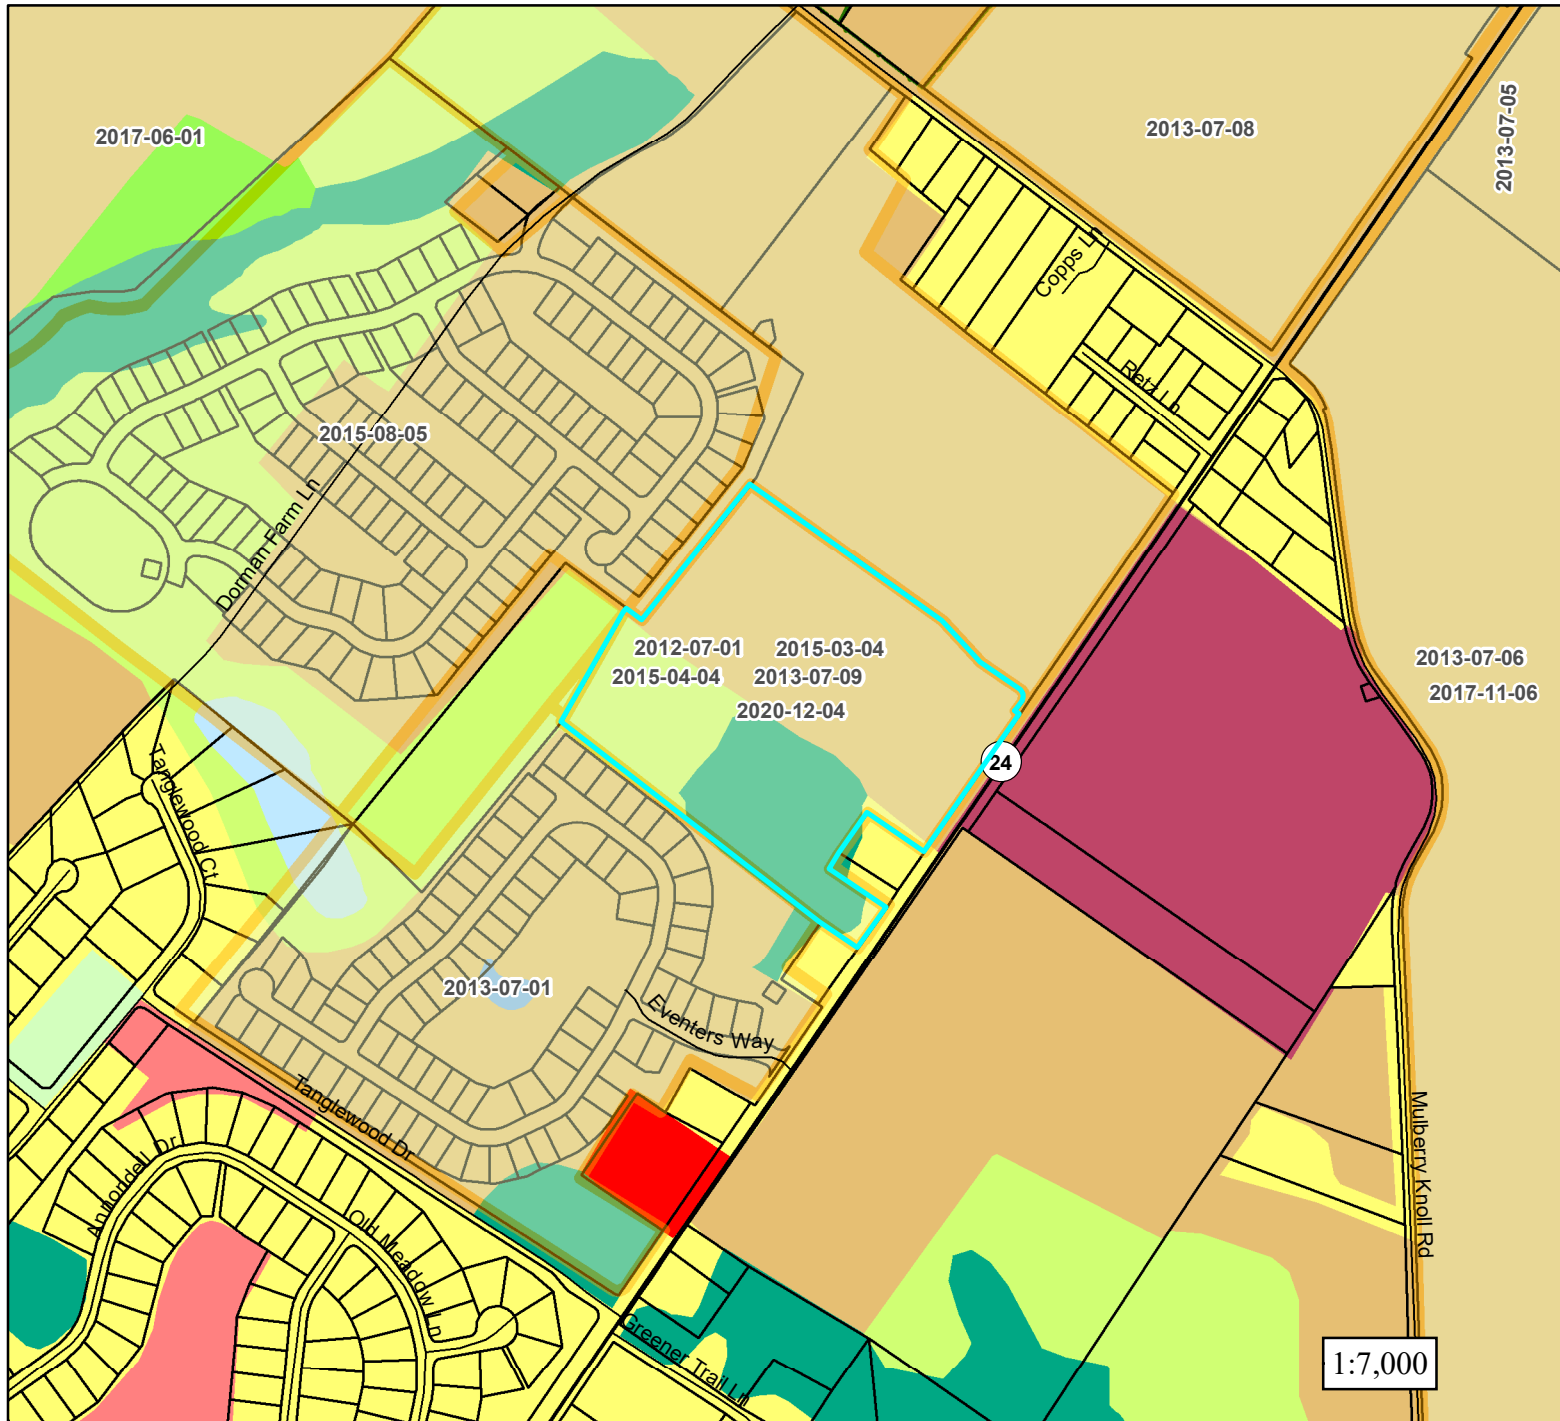 2017-06-01
2013-07-08
2013-07-05
Copps Ln
Retz Ln
2015-08-05
Dorman Farm Ln
2012-07-01
2015-03-04
2015-04-04
2013-07-09
2020-12-04
2013-07-06
2017-11-06
24
Tanglewood Ct
2013-07-01
Eventers Way
Tanglewood Dr
Annondell Dr
Old Meadow Ln
Mulberry Knoll Rd
Greener Trail Ln
1:7,000